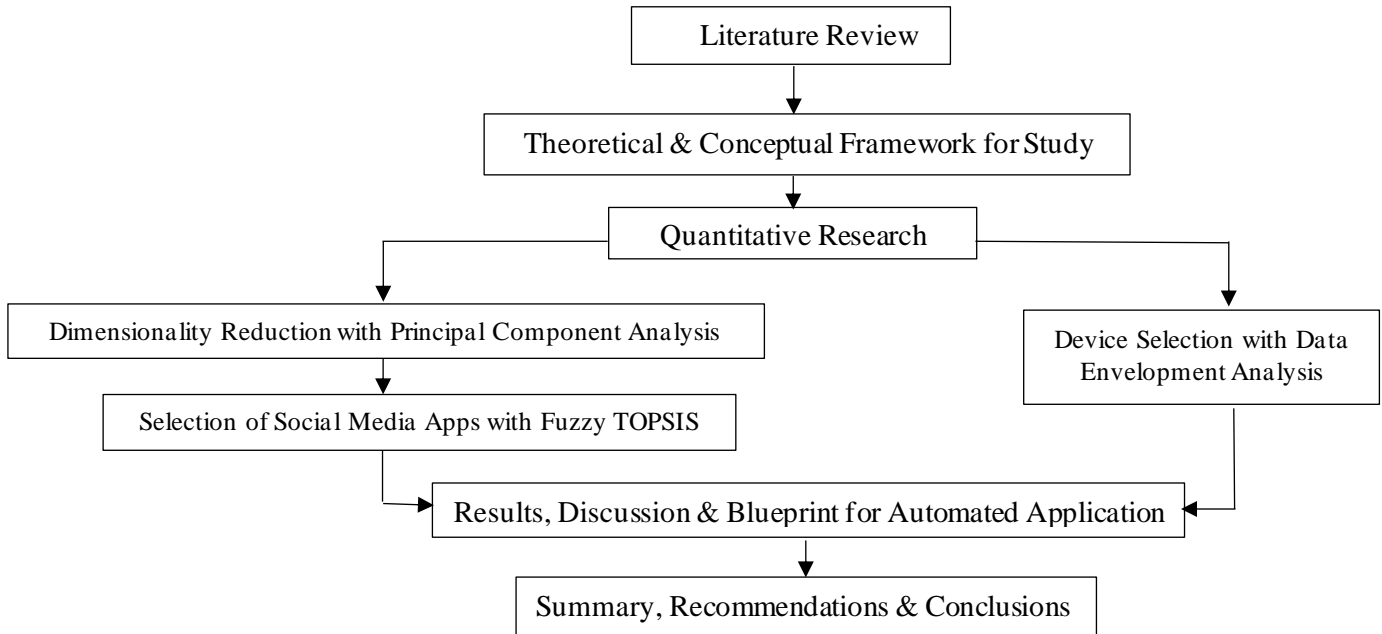 Literature Review
Theoretical & Conceptual Framework for Study
Quantitative Research
Dimensionality Reduction with Principal Component Analysis
Device Selection with Data
Envelopment Analysis
Selection of Social Media Apps with Fuzzy TOPSIS
Results, Discussion & Blueprint for Automated Application
Summary, Recommendations & Conclusions